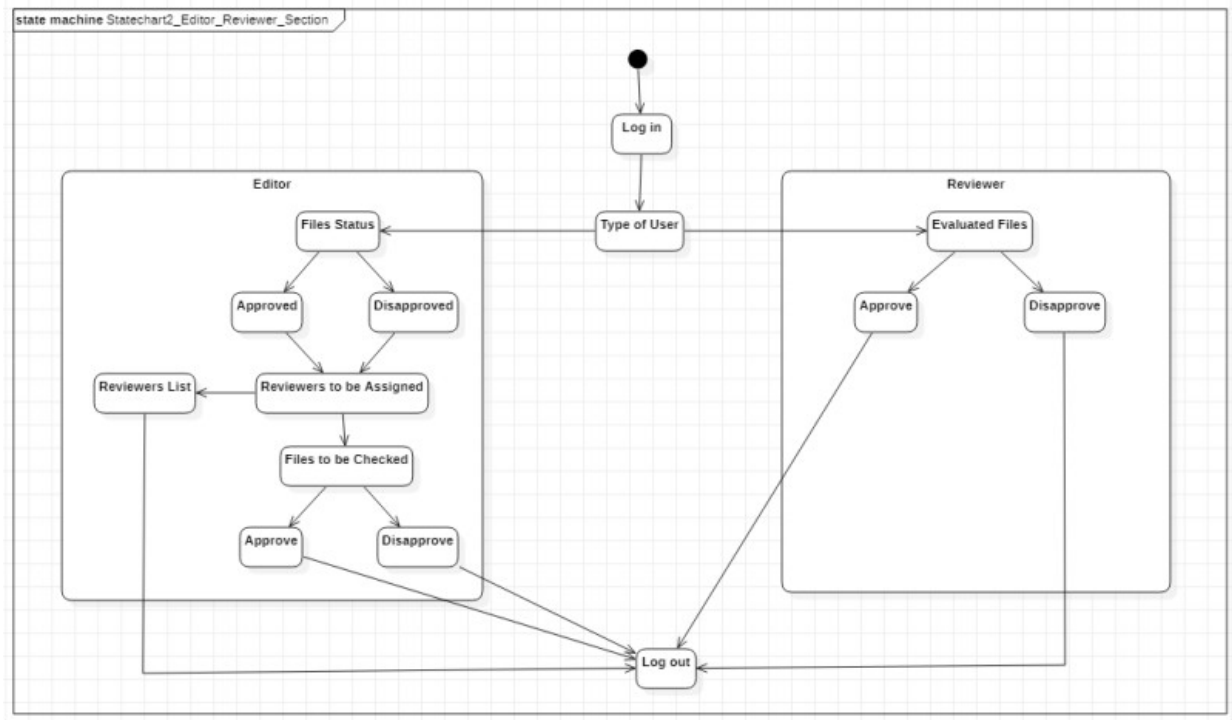 state machine Statechart2_Editor_Reviewer_Section
Log in
Editor
Reviewer
Files Status
Type of User
Evaluated Files
Approved
Disapproved
Approve
Disapprove
Reviewers List
Reviewers to be Assigned
Files to be Checked
Approve
Disapprove
Log out